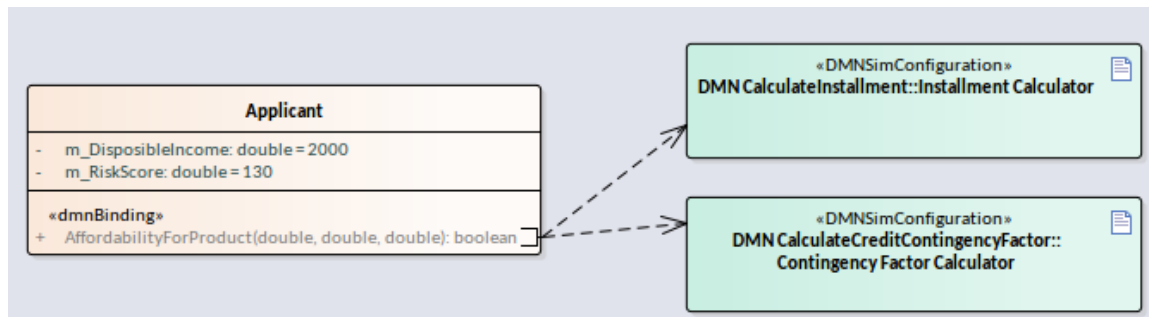 Applicant
- m_DisposibleIncome: double = 2000
- m_RiskScore: double = 130
«dmnBinding»
+ AffordabilityForProduct(double, double, double): boolean
«DMNSimConfiguration»
DMN CalculateInstallment::Installment Calculator
«DMNSimConfiguration»
DMN CalculateCreditContingencyFactor::
Contingency Factor Calculator